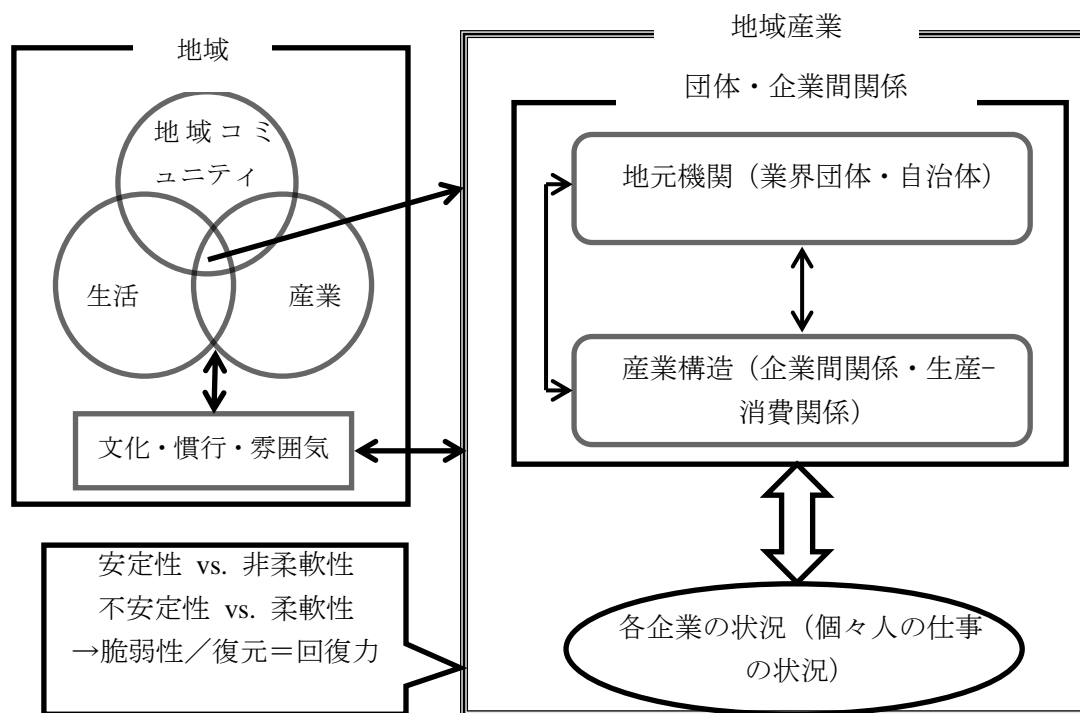 地域
地域コミ
ュニティ
生活
産業
文化・慣行・雰囲気
安定性 vs. 非柔軟性
不安定性 vs. 柔軟性
→脆弱性／復元＝回復力
地域産業
団体・企業間関係
地元機関（業界団体・自治体）
産業構造（企業間関係・生産−
消費関係）
各企業の状況（個々人の仕事
の状況）